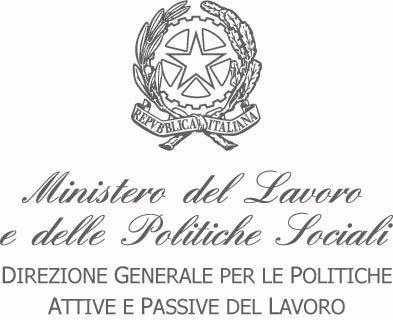 REPVBBLICA ITALIANA
Ministero del Lavoro
e delle Politiche Sociali
DIREZIONE GENERALE PER LE POLITICHE
ATTIVE E PASSIVE DEL LAVORO